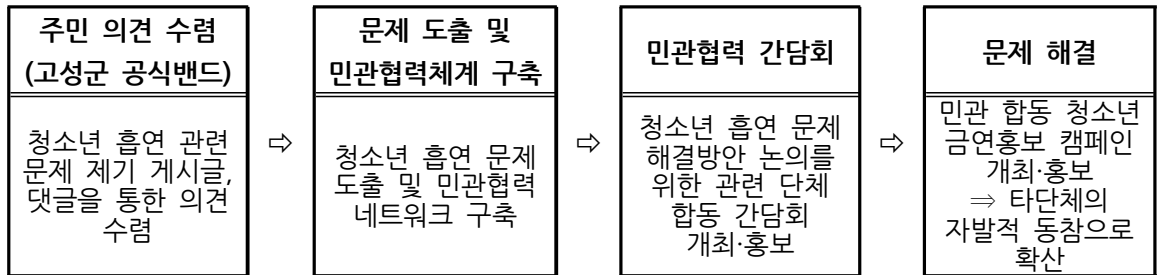 주민 의견 수렴
(고성군 공식밴드)
청소년 흡연 관련
문제 제기 게시글,
댓글을 통한 의견
수렴
⇨
문제 도출 및
민관협력체계 구축
청소년 흡연 문제
도출 및 민관협력
네트워크 구축
⇨
민관협력 간담회
청소년 흡연 문제
해결방안 논의를
위한 관련 단체
합동 간담회
개최·홍보
⇨
문제 해결
민관 합동 청소년
금연홍보 캠페인
개최·홍보
⇒ 타단체의
자발적 동참으로
확산